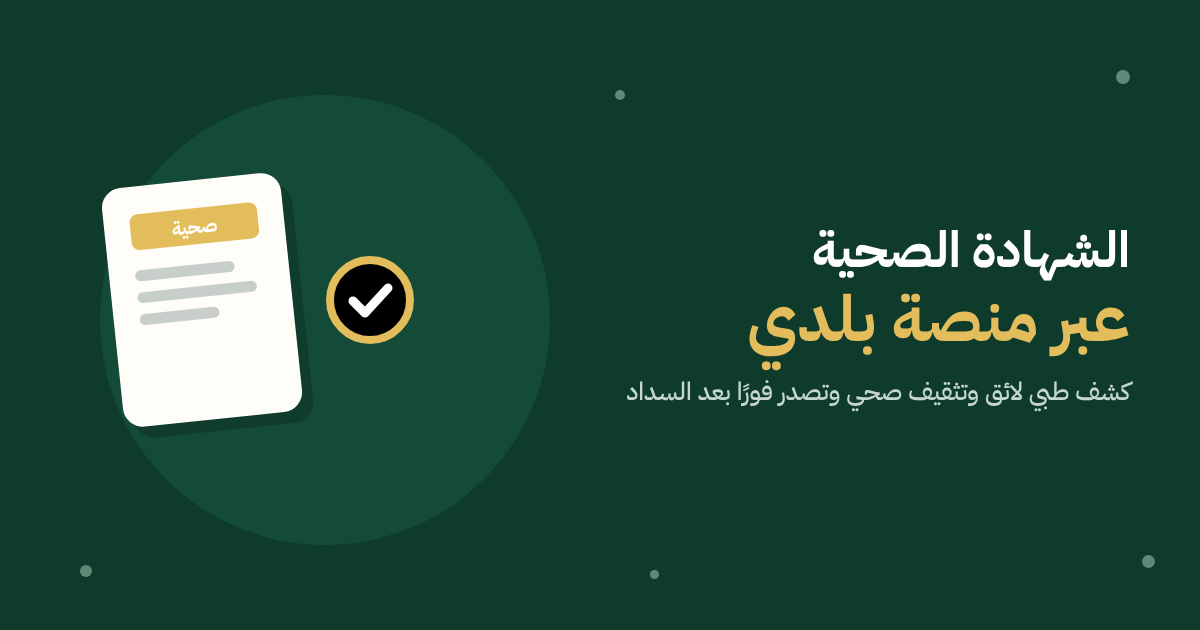 الشهادة الصحية
عبر منصة بلدي
كشف طبي لائق وتثقيف صحي وتصدر فورًا بعد السداد
صحية